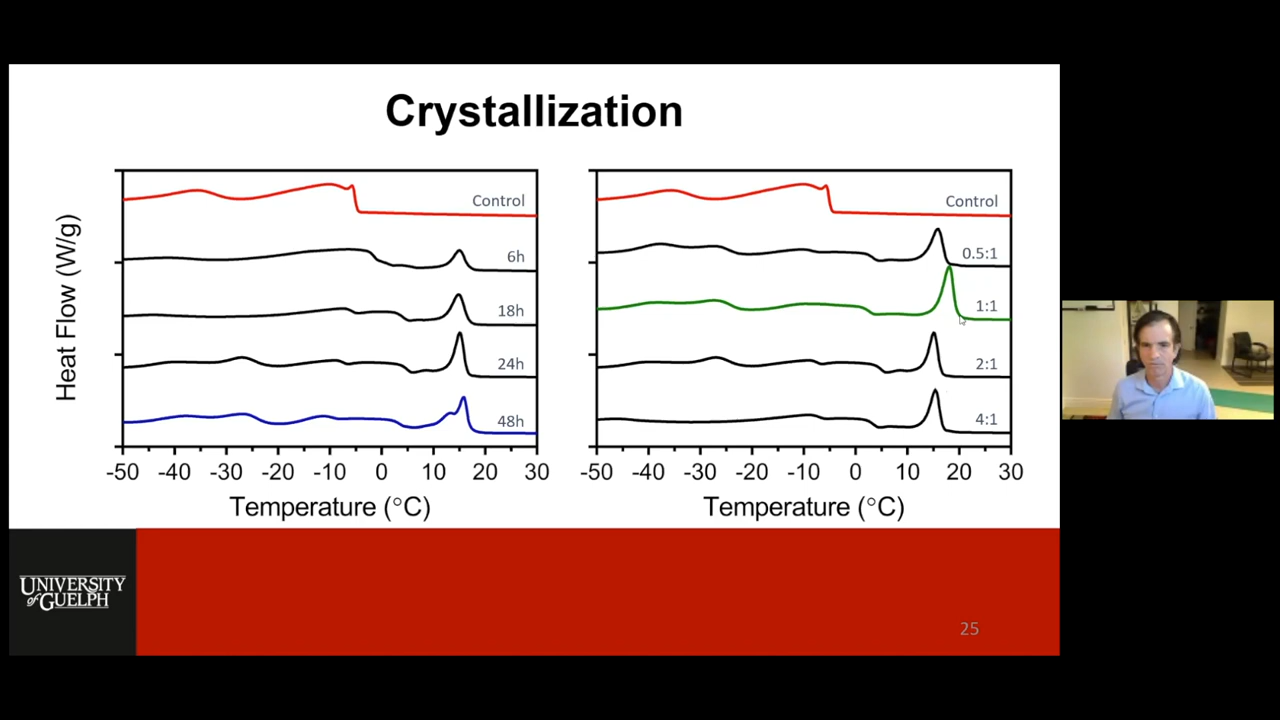 Crystallization
Heat Flow (W/g)
Control
6h
18h
24h
48h
-50 -40 -30 -20 -10 0 10 20 30
Temperature (°C)
Control
0.5:1
1:1
2:1
4:1
-50 -40 -30 -20 -10 0 10 20 30
Temperature (°C)
UNIVERSITY
of GUELPH
25